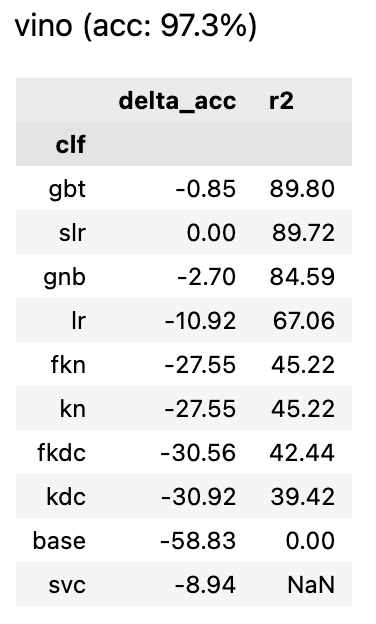 vino (acc: 97.3%)
delta_acc r2
clf
gbt -0.85 89.80
slr 0.00 89.72
gnb -2.70 84.59
lr -10.92 67.06
fkn -27.55 45.22
kn -27.55 45.22
fkdc -30.56 42.44
kdc -30.92 39.42
base -58.83 0.00
svc -8.94 NaN